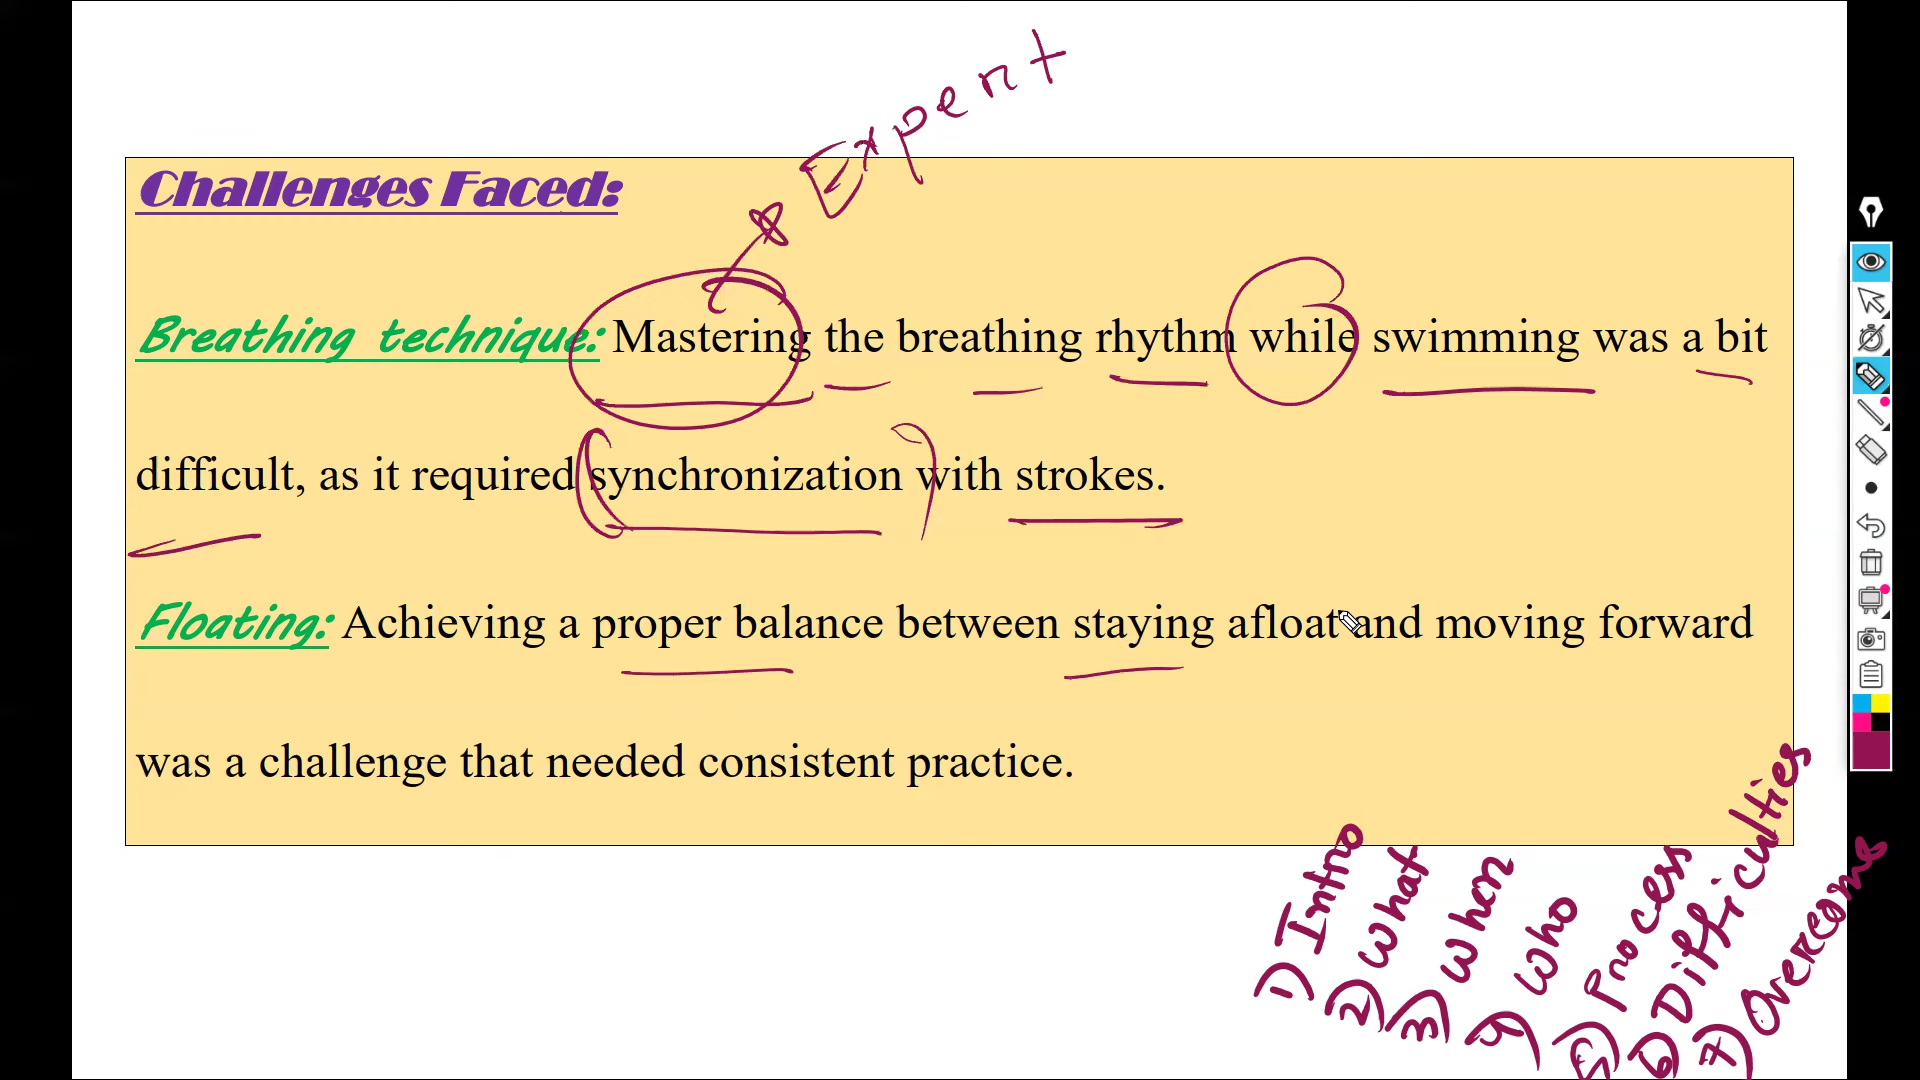 Expert
Challenges Faced:
Breathing technique: Mastering the breathing rhythm while swimming was a bit
difficult, as it required synchronization with strokes.
Floating: Achieving a proper balance between staying afloat and moving forward
was a challenge that needed consistent practice.
1) Intro
2) What
3) When
4) Who
5) Process
6) Difficulties
7) Overcome